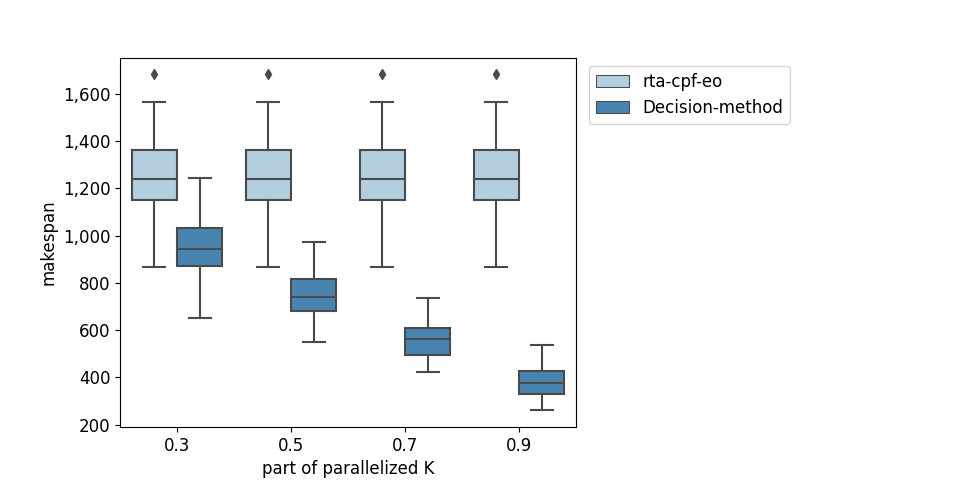 rta-cpf-eo
Decision-method
makespan
1,600
1,400
1,200
1,000
800
600
400
200
0.3 0.5 0.7 0.9
part of parallelized K